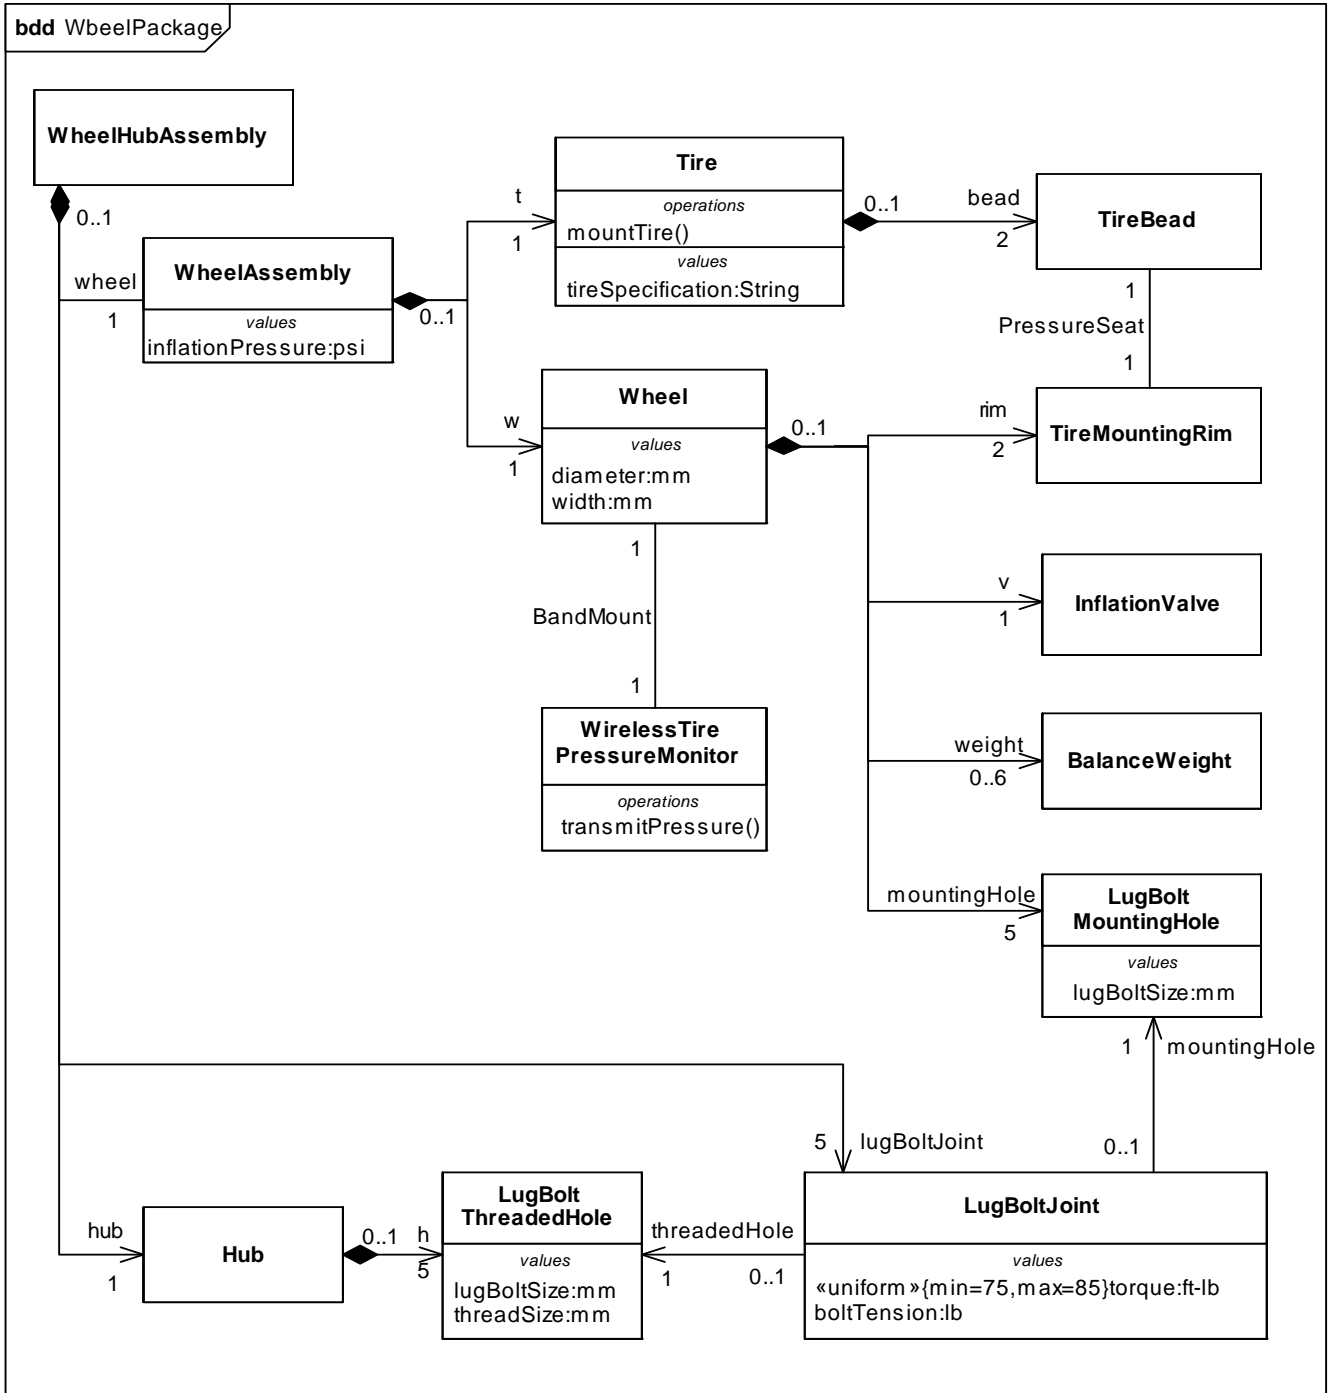 bdd WbeelPackage
WheelHubAssembly
0..1
wheel
1
WheelAssembly
values
inflationPressure:psi
0..1
t
1
Tire
operations
mountTire()
values
tireSpecification:String
0..1
bead
2
TireBead
1
PressureSeat
1
w
1
Wheel
values
diameter:mm
width:mm
0..1
rim
2
TireMountingRim
1
BandMount
1
v
1
InflationValve
WirelessTire
PressureMonitor
operations
transmitPressure()
weight
0..6
BalanceWeight
mountingHole
5
LugBolt
MountingHole
values
lugBoltSize:mm
1
mountingHole
0..1
5
lugBoltJoint
hub
1
Hub
0..1
h
5
LugBolt
ThreadedHole
values
lugBoltSize:mm
threadSize:mm
threadedHole
1
0..1
LugBoltJoint
values
«uniform»{min=75,max=85}torque:ft-lb
boltTension:lb